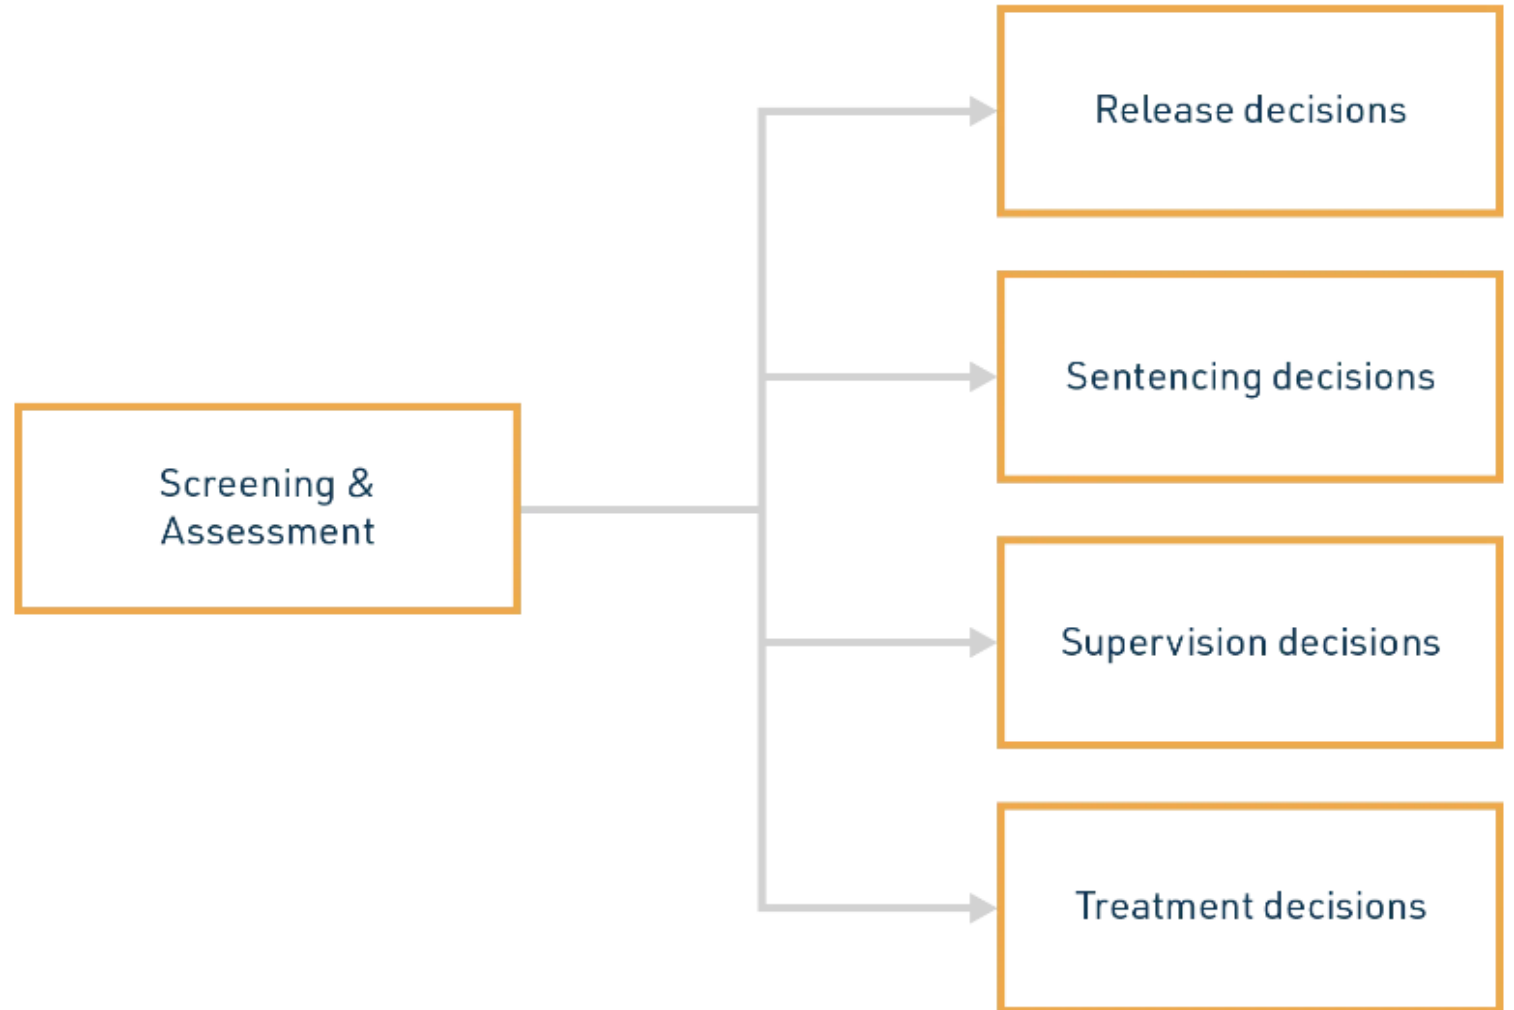 Release decisions
Sentencing decisions
Screening &
Assessment
Supervision decisions
Treatment decisions